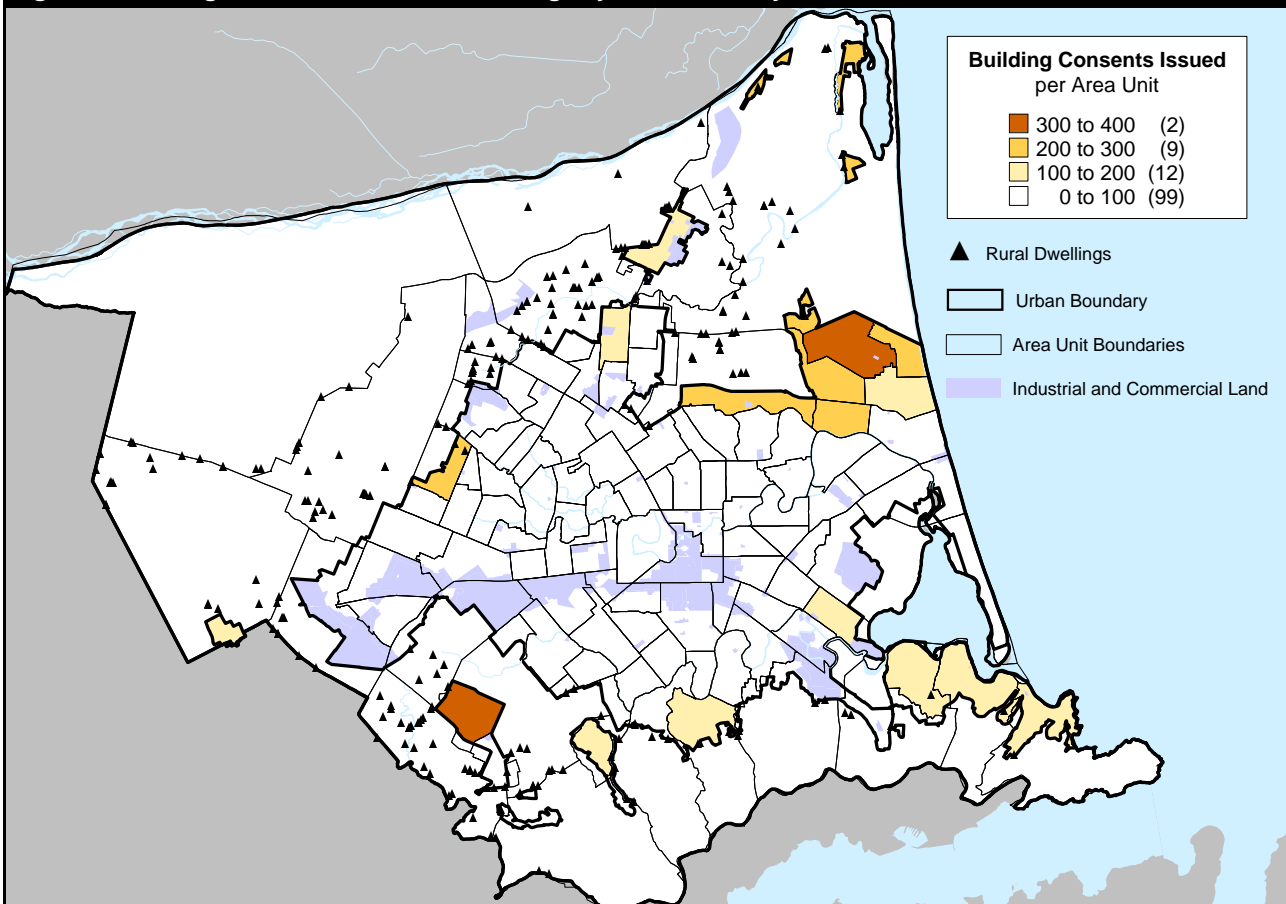 Building Consents Issued
per Area Unit
300 to 400 (2)
200 to 300 (9)
100 to 200 (12)
0 to 100 (99)
Rural Dwellings
Urban Boundary
Area Unit Boundaries
Industrial and Commercial Land